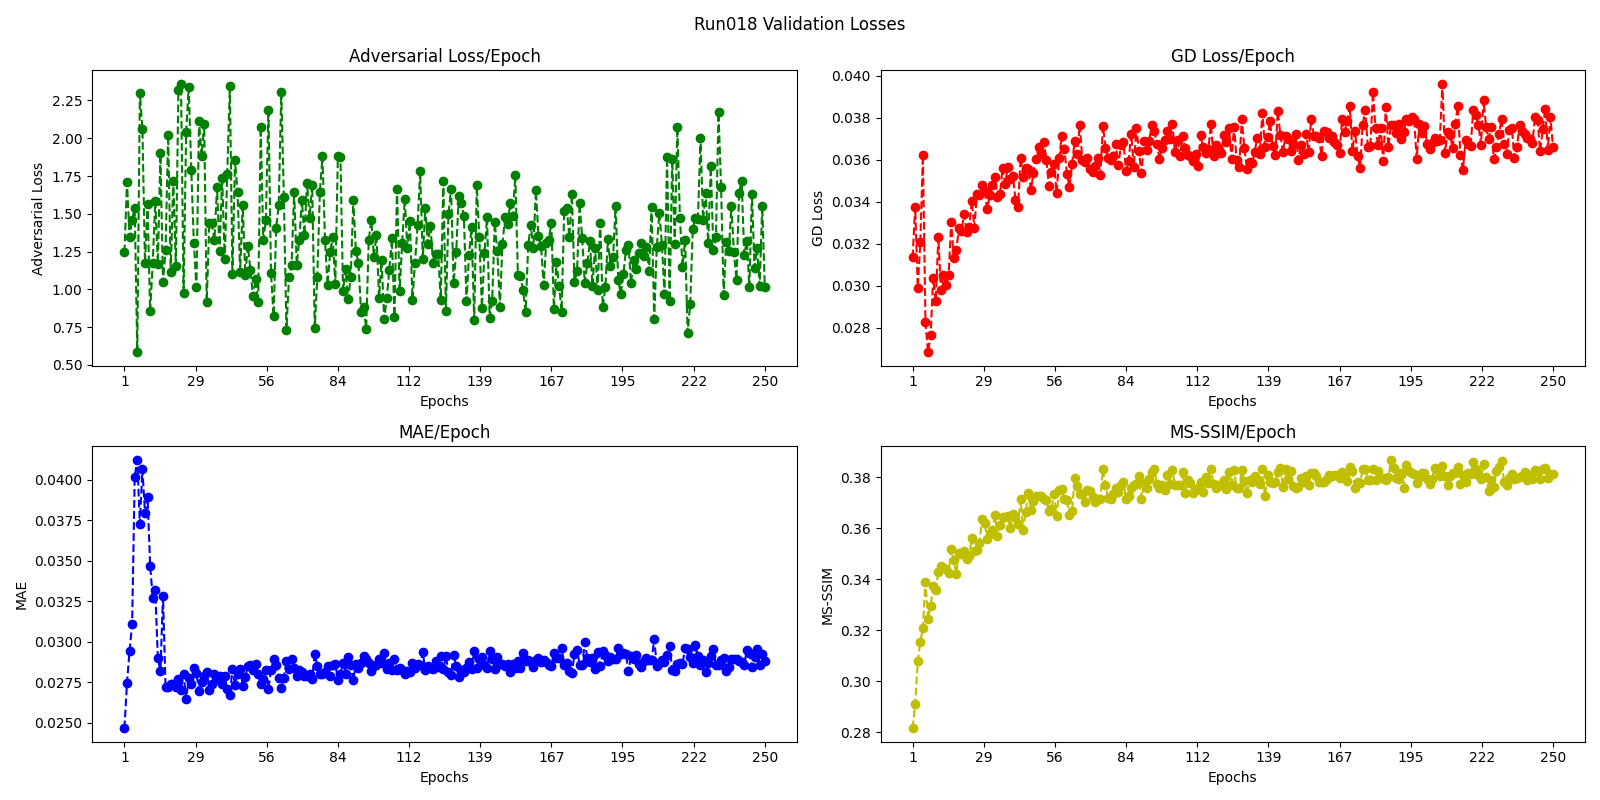 Run018 Validation Losses
Adversarial Loss/Epoch
Adversarial Loss
2.25
2.00
1.75
1.50
1.25
1.00
0.75
0.50
1 29 56 84 112 139 167 195 222 250
Epochs
GD Loss/Epoch
GD Loss
0.040
0.038
0.036
0.034
0.032
0.030
0.028
1 29 56 84 112 139 167 195 222 250
Epochs
MAE/Epoch
MAE
0.0400
0.0375
0.0350
0.0325
0.0300
0.0275
0.0250
1 29 56 84 112 139 167 195 222 250
Epochs
MS-SSIM/Epoch
MS-SSIM
0.38
0.36
0.34
0.32
0.30
0.28
1 29 56 84 112 139 167 195 222 250
Epochs